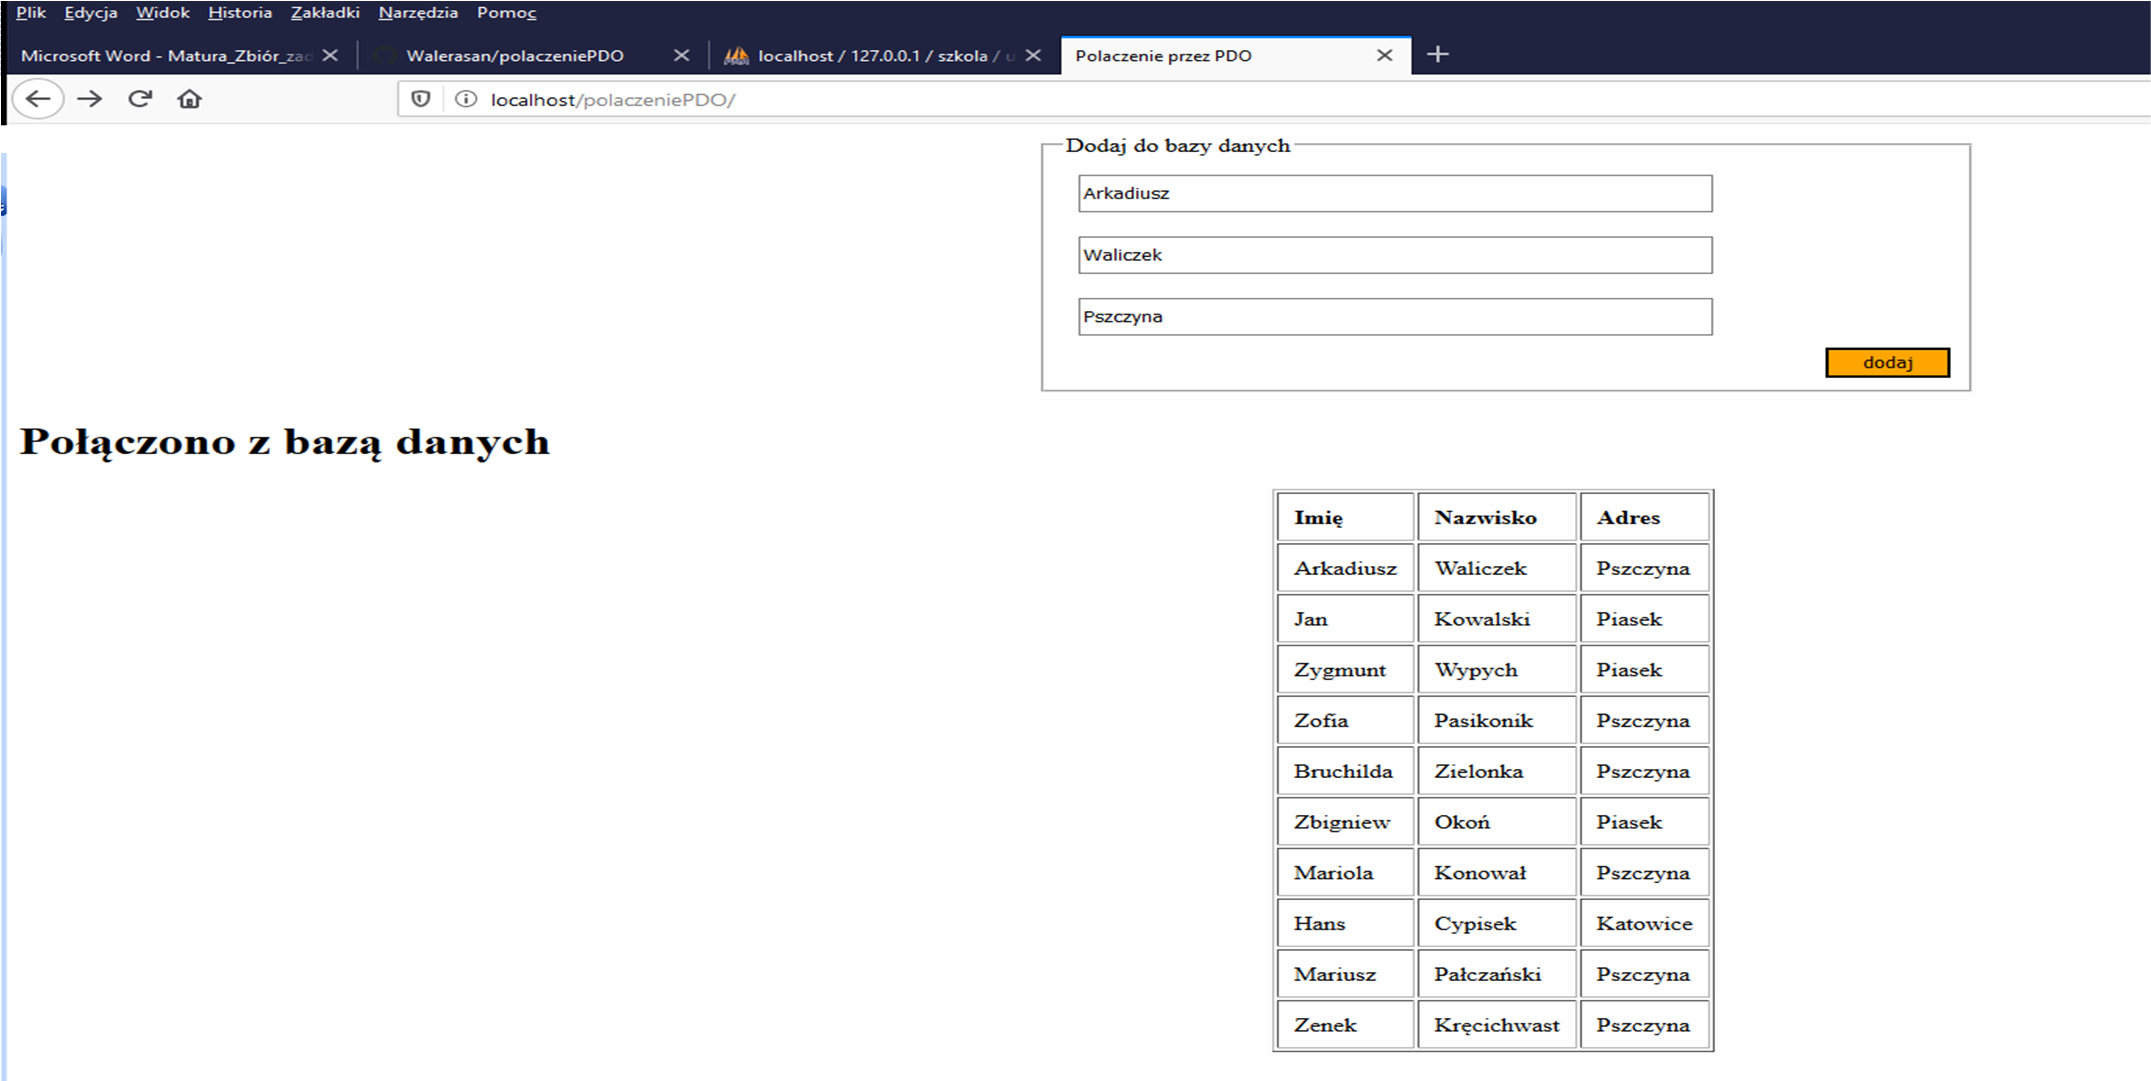 Plik Edycja Widok Historia Zakładki Narzędzia Pomoc
Microsoft Word - Matura_Zbiór_zad Walerasan/polaczeniePDO localhost / 127.0.0.1 / szkola / u Polaczenie przez PDO
localhost/polaczeniePDO/
Dodaj do bazy danych
Arkadiusz
Waliczek
Pszczyna
dodaj
Połączono z bazą danych
Imię Nazwisko Adres
Arkadiusz Waliczek Pszczyna
Jan Kowalski Piasek
Zygmunt Wypych Piasek
Zofia Pasikonik Pszczyna
Bruchilda Zielonka Pszczyna
Zbigniew Okoń Piasek
Mariola Konował Pszczyna
Hans Cypisek Katowice
Mariusz Pałczański Pszczyna
Zenek Kręcichwast Pszczyna